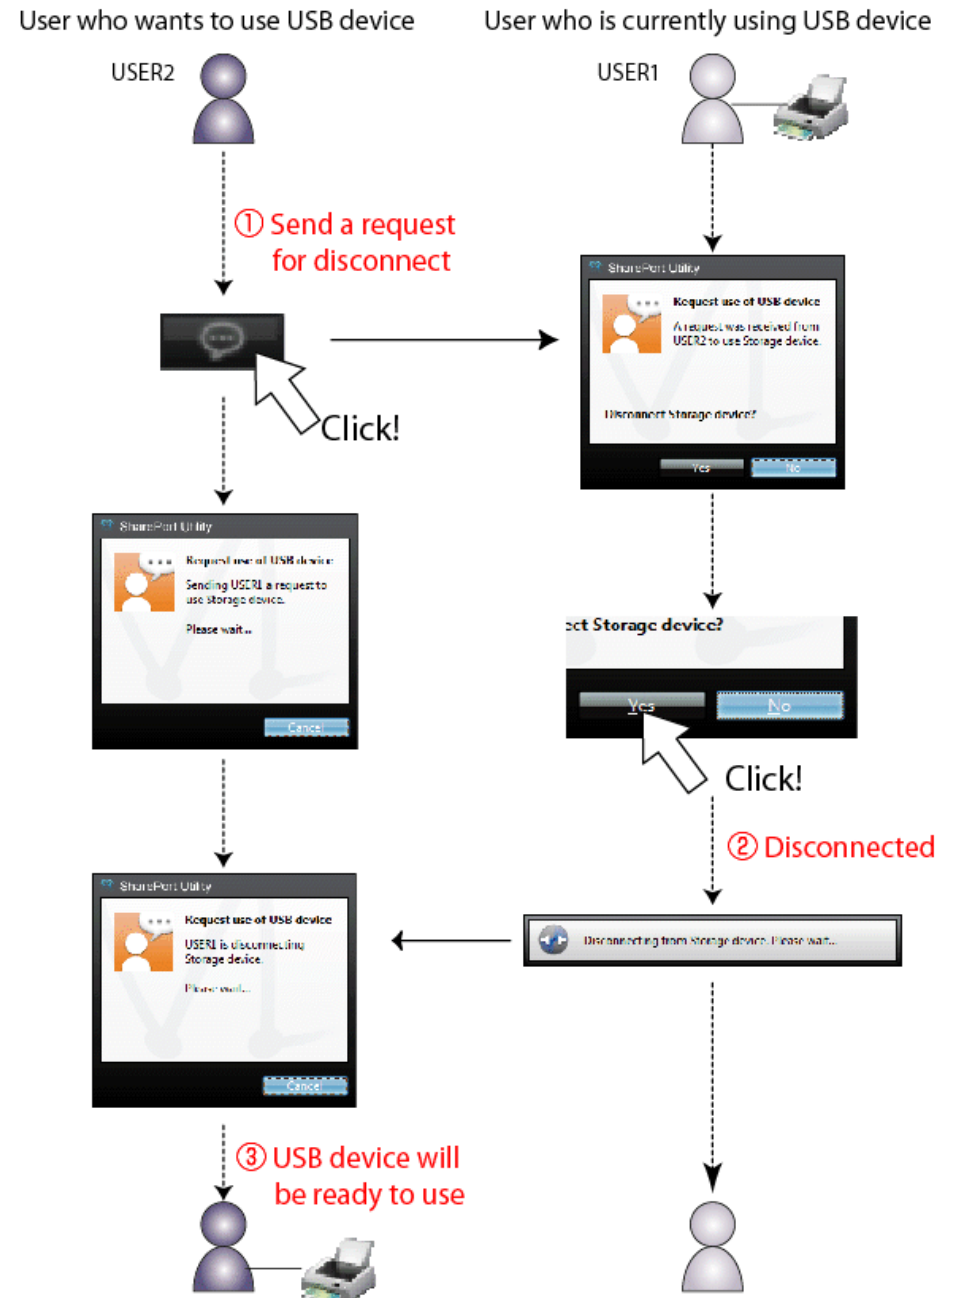 User who wants to use USB device
User who is currently using USB device
USER2
USER1
① Send a request
for disconnect
SharePort Utility
Request use of USB device
A request was received from
USER2 to use Storage device.
Disconnect Storage device?
Yes
No
Click!
SharePort Utility
Request use of USB device
Sending USER1 a request to
use Storage device.
Please wait...
Cancel
ect Storage device?
Yes
No
Click!
② Disconnected
SharePort Utility
Request use of USB device
USER1 is disconnecting
Storage device.
Please wait...
Cancel
Disconnecting from Storage device. Please wait...
③ USB device will
be ready to use